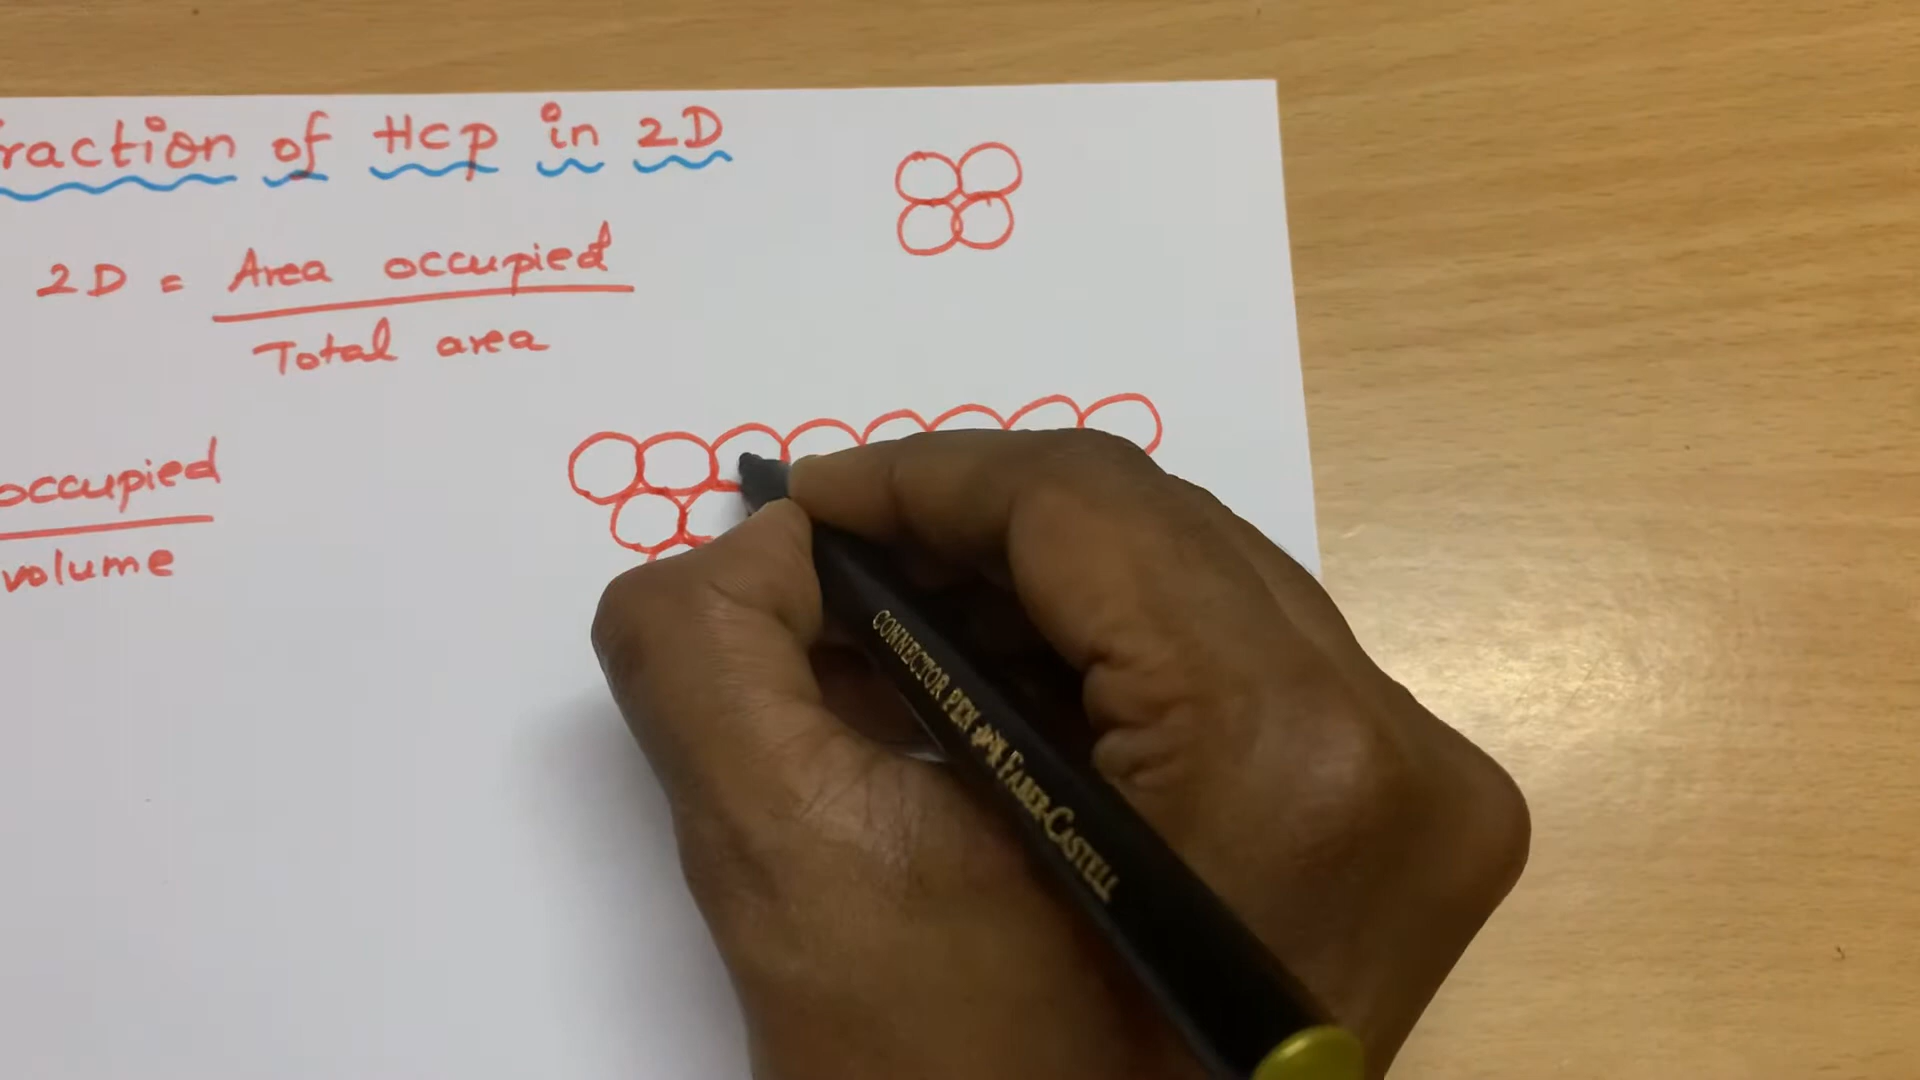 raction of Hcp in 2D
2D = Area occupied
Total area
occupied
volume
CONNECTOR PEN FABER-CASTELL